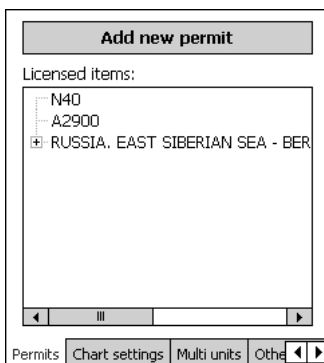 Add new permit
Licensed items:
N40
A2900
RUSSIA. EAST SIBERIAN SEA - BER
Permits Chart settings Multi units Othe